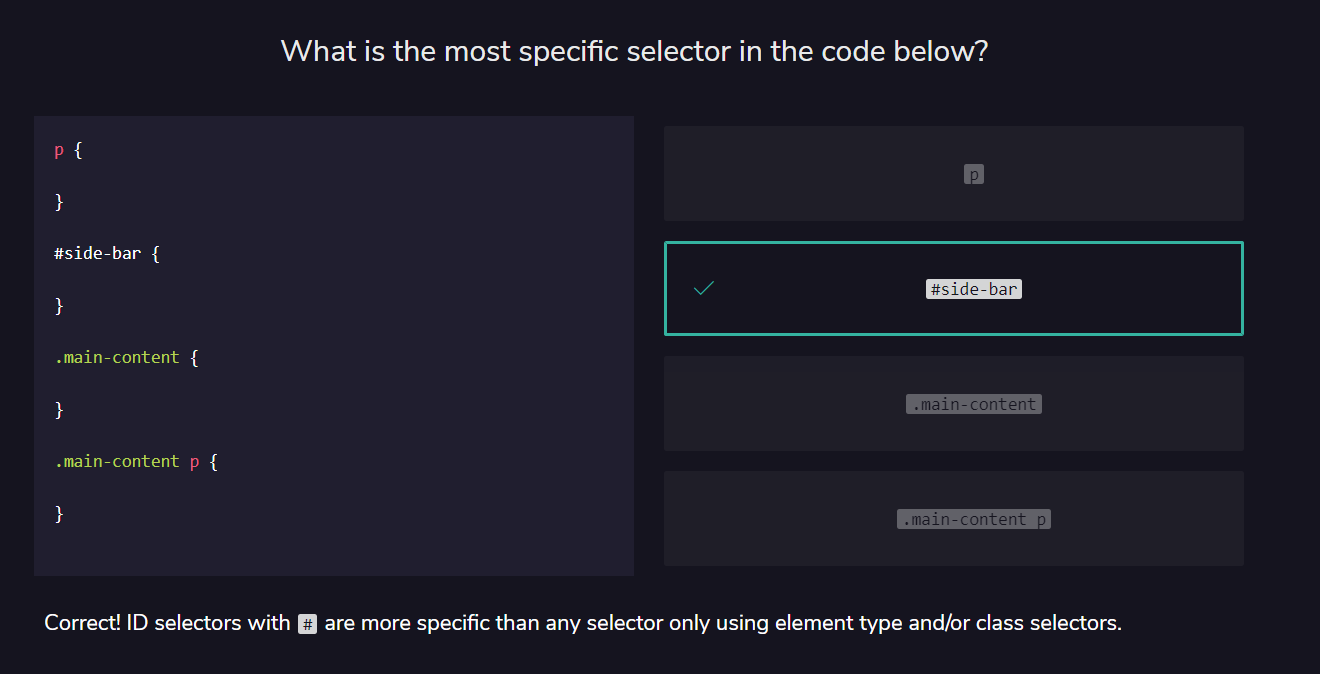 What is the most specific selector in the code below?
p {
}
#side-bar {
}
.main-content {
}
.main-content p {
}
p
#side-bar
.main-content
.main-content p
Correct! ID selectors with # are more specific than any selector only using element type and/or class selectors.